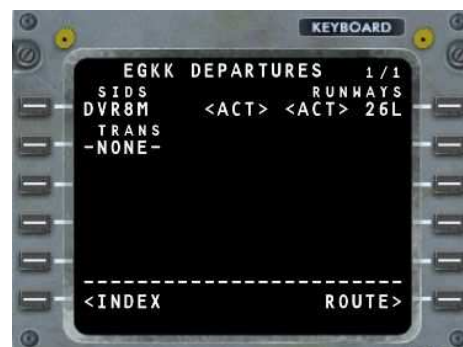 KEYBOARD
EGKK DEPARTURES 1/1
SIDS RUNWAYS
DVR8M <ACT> <ACT> 26L
TRANS
-NONE-
--------------------------------
<INDEX ROUTE>